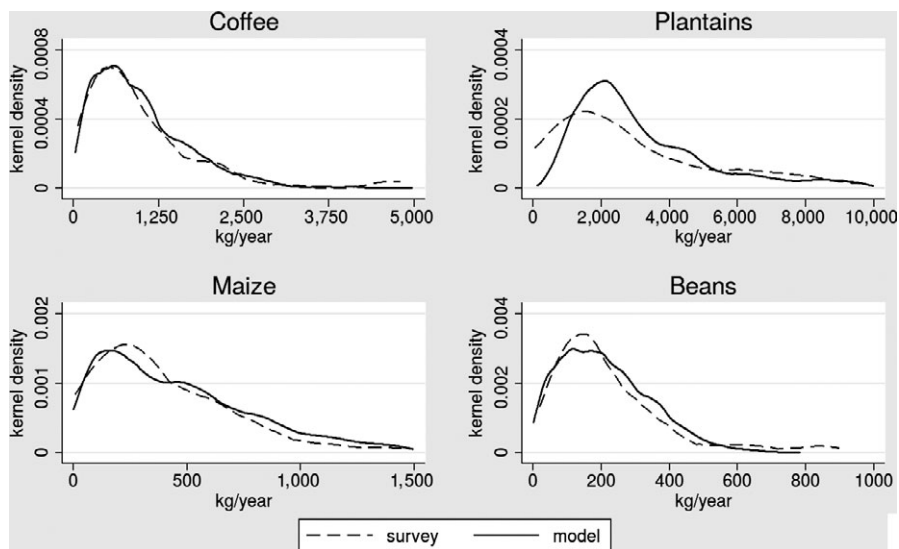 Coffee
kernel density
0 0.0004 0.0008
0 1,250 2,500 3,750 5,000
kg/year
Plantains
kernel density
0 0.0002 0.0004
0 2,000 4,000 6,000 8,000 10,000
kg/year
Maize
kernel density
0 0.001 0.002
0 500 1,000 1,500
kg/year
Beans
kernel density
0 0.002 0.004
0 200 400 600 800 1000
kg/year
survey model